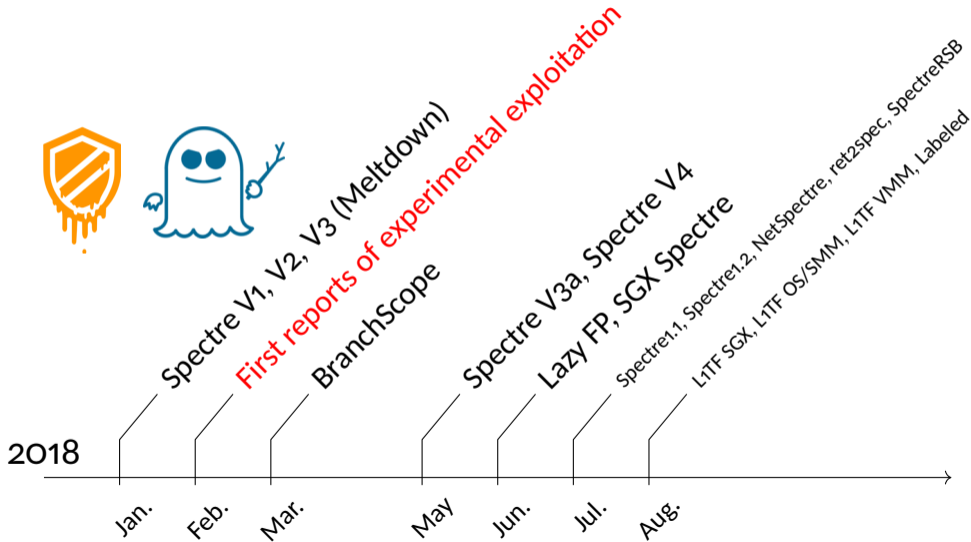 Spectre V1, V2, V3 (Meltdown)
First reports of experimental exploitation
BranchScope
Spectre V3a, Spectre V4
Lazy FP, SGX Spectre
Spectre1.1, Spectre1.2, NetSpectre, ret2spec, SpectreRSB
L1TF SGX, L1TF OS/SMM, L1TF VMM, Labeled
2018
Jan.
Feb.
Mar.
May
Jun.
Jul.
Aug.